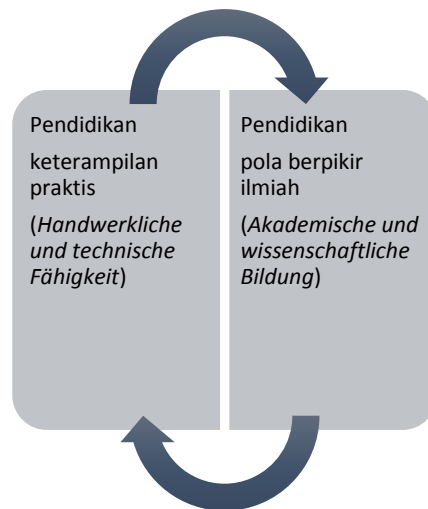 Pendidikan
keterampilan
praktis
(Handwerkliche
und technische
Fähigkeit)
Pendidikan
pola berpikir
ilmiah
(Akademische und
wissenschaftliche
Bildung)